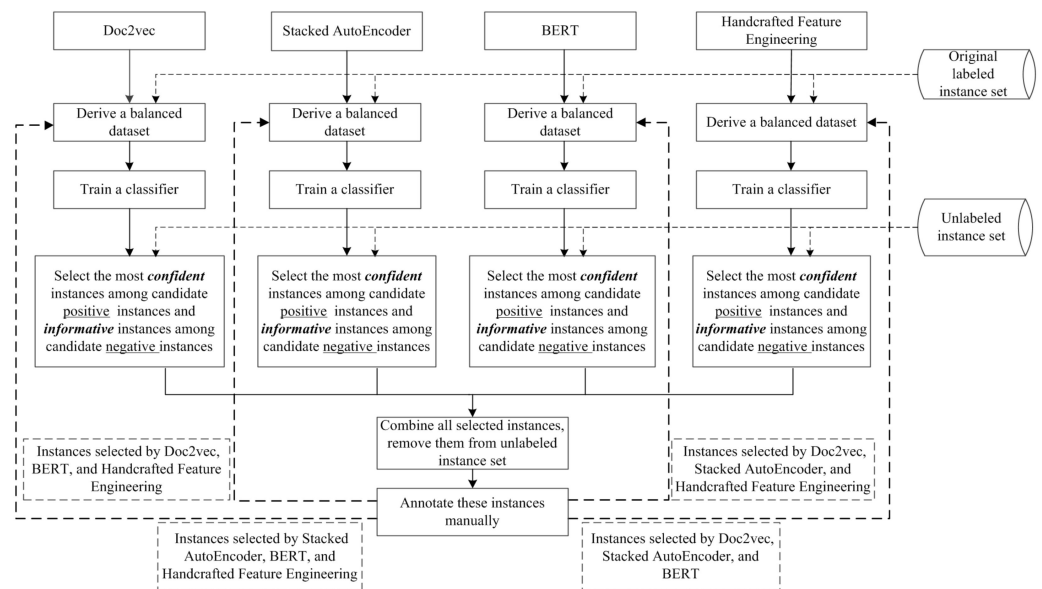 Doc2vec
Stacked AutoEncoder
BERT
Handcrafted Feature
Engineering
Original
labeled
instance set
Derive a balanced
dataset
Derive a balanced
dataset
Derive a balanced
dataset
Derive a balanced dataset
Train a classifier
Train a classifier
Train a classifier
Train a classifier
Unlabeled
instance set
Select the most confident
instances among candidate
positive instances and
informative instances among
candidate negative instances
Select the most confident
instances among candidate
positive instances and
informative instances among
candidate negative instances
Select the most confident
instances among candidate
positive instances and
informative instances among
candidate negative instances
Select the most confident
instances among candidate
positive instances and
informative instances among
candidate negative instances
Combine all selected instances,
remove them from unlabeled
instance set
Instances selected by Doc2vec,
BERT, and Handcrafted Feature
Engineering
Instances selected by Doc2vec,
Stacked AutoEncoder, and
Handcrafted Feature Engineering
Annotate these instances
manually
Instances selected by Stacked
AutoEncoder, BERT, and
Handcrafted Feature Engineering
Instances selected by Doc2vec,
Stacked AutoEncoder, and
BERT